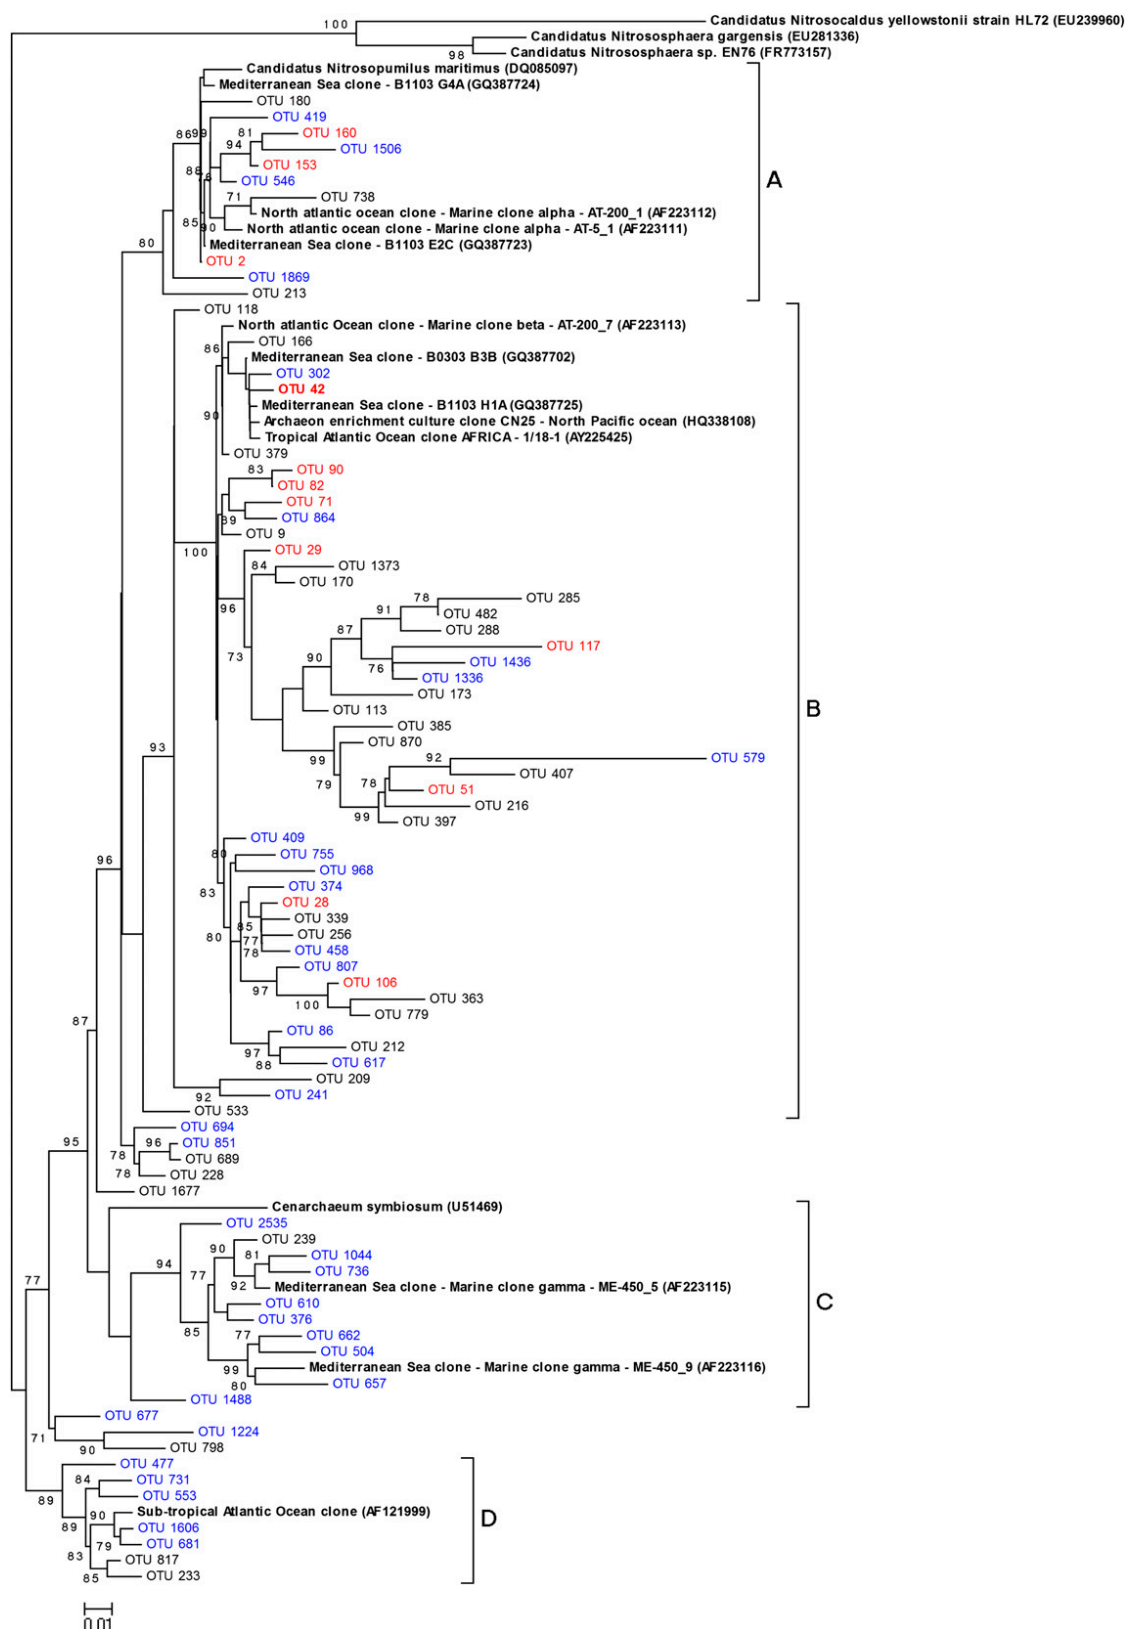 100
Candidatus Nitrosocaldus yellowstonii strain HL72 (EU239960)
Candidatus Nitrososphaera gargensis (EU281336)
98
Candidatus Nitrososphaera sp. EN76 (FR773157)
Candidatus Nitrosopumilus maritimus (DQ085097)
Mediterranean Sea clone - B1103 G4A (GQ387724)
OTU 180
OTU 419
86
99
81
OTU 160
94
OTU 1506
OTU 153
OTU 546
A
71
OTU 738
North atlantic ocean clone - Marine clone alpha - AT-200_1 (AF223112)
85
90
North atlantic ocean clone - Marine clone alpha - AT-5_1 (AF223111)
80
Mediterranean Sea clone - B1103 E2C (GQ387723)
OTU 2
OTU 1869
OTU 213
OTU 118
North atlantic Ocean clone - Marine clone beta - AT-200_7 (AF223113)
86
OTU 166
Mediterranean Sea clone - B0303 B3B (GQ387702)
OTU 302
OTU 42
Mediterranean Sea clone - B1103 H1A (GQ387725)
90
Archaeon enrichment culture clone CN25 - North Pacific ocean (HQ338108)
Tropical Atlantic Ocean clone AFRICA - 1/18-1 (AY225425)
OTU 379
83
OTU 90
OTU 82
OTU 71
89
OTU 864
OTU 9
100
OTU 29
84
OTU 1373
OTU 170
96
78
OTU 285
91
OTU 482
87
OTU 288
73
OTU 117
90
76
OTU 1436
OTU 1336
OTU 173
OTU 113
B
OTU 385
OTU 870
93
99
92
OTU 579
OTU 407
79
78
OTU 51
OTU 216
99
OTU 397
OTU 409
96
80
OTU 755
OTU 968
83
OTU 374
OTU 28
OTU 339
80
85
OTU 256
77
78
OTU 458
OTU 807
97
OTU 106
100
OTU 363
OTU 779
87
OTU 86
97
OTU 212
88
OTU 617
OTU 209
92
OTU 241
OTU 533
OTU 694
95
96
OTU 851
78
OTU 689
78
OTU 228
OTU 1677
Cenarchaeum symbiosum (U51469)
OTU 2535
90
OTU 239
94
81
OTU 1044
77
OTU 736
77
92
Mediterranean Sea clone - Marine clone gamma - ME-450_5 (AF223115)
C
OTU 610
85
OTU 376
77
OTU 662
OTU 504
99
Mediterranean Sea clone - Marine clone gamma - ME-450_9 (AF223116)
80
OTU 657
OTU 1488
OTU 677
71
OTU 1224
90
OTU 798
OTU 477
84
OTU 731
89
OTU 553
90
Sub-tropical Atlantic Ocean clone (AF121999)
D
89
OTU 1606
79
OTU 681
83
OTU 817
85
OTU 233
0.01